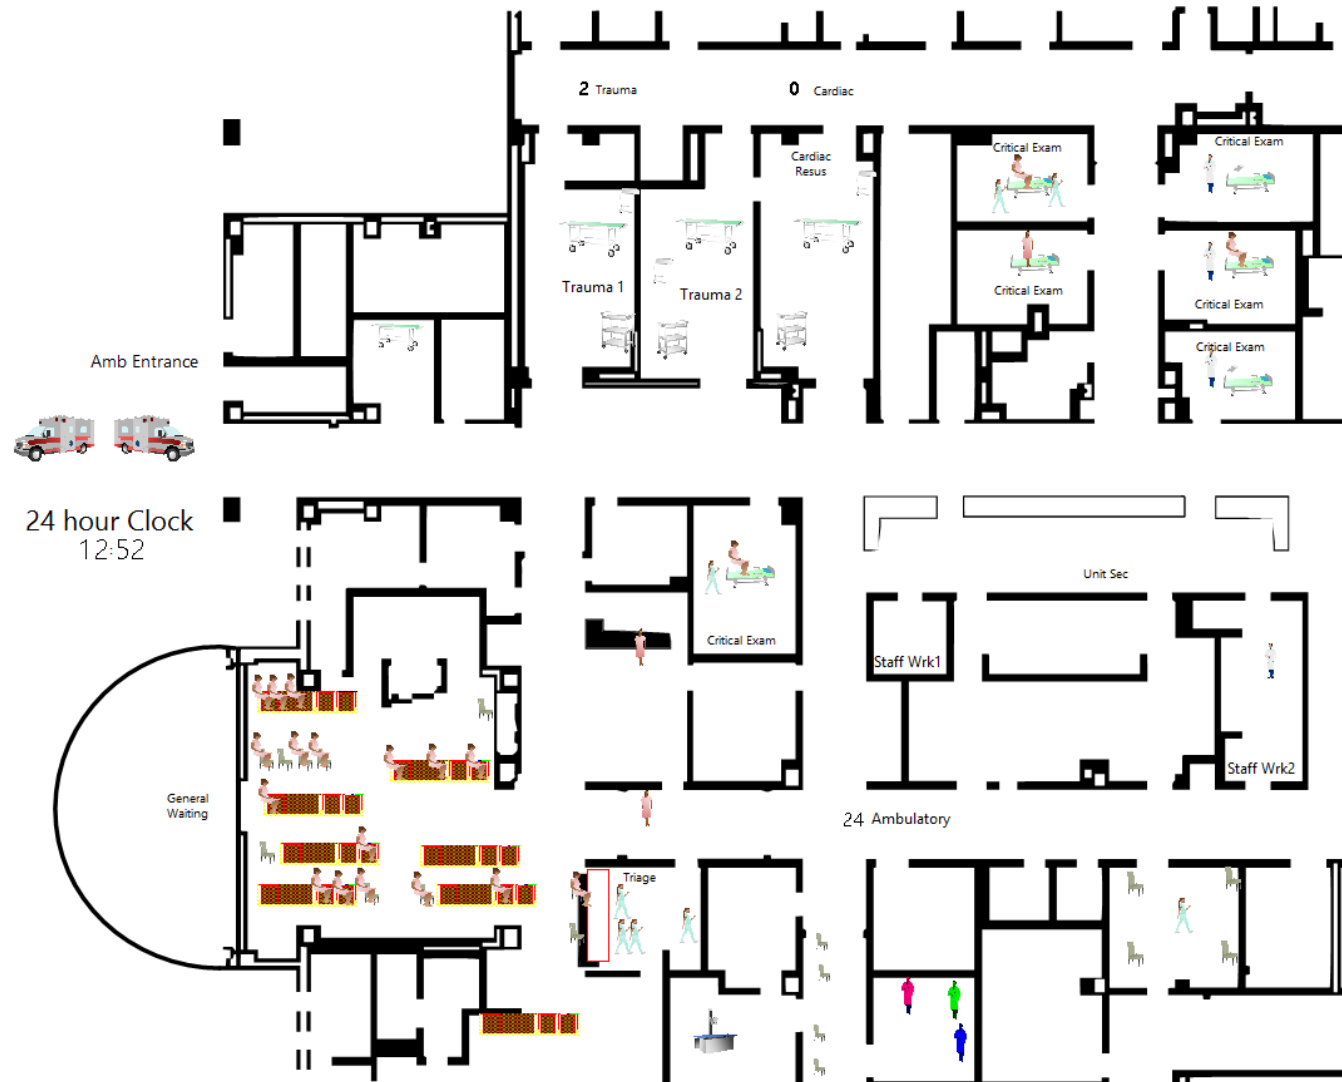 2 Trauma
0 Cardiac
Cardiac
Resus
Critical Exam
Critical Exam
Trauma 1
Trauma 2
Critical Exam
Critical Exam
Critical Exam
Amb Entrance
24 hour Clock
12:52
Unit Sec
Critical Exam
Staff Wrk1
Staff Wrk2
General
Waiting
24 Ambulatory
Triage